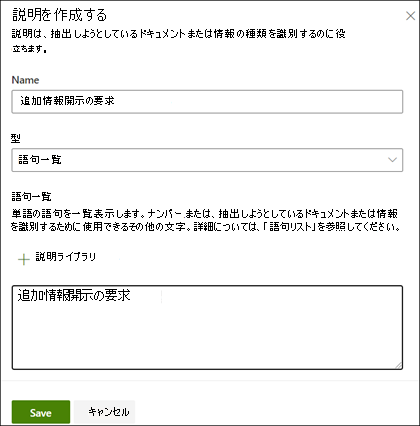 説明を作成する
説明は、抽出しようとしているドキュメントまたは情報の種類を識別するのに役
立ちます。
Name
追加情報開示の要求
型
語句一覧
語句一覧
単語の語句を一覧表示します。ナンバー、または、抽出しようとしているドキュメントまたは情報
を識別するために使用できるその他の文字。詳細については、「語句リスト」を参照してください。
説明ライブラリ
追加情報開示の要求
Save
キャンセル